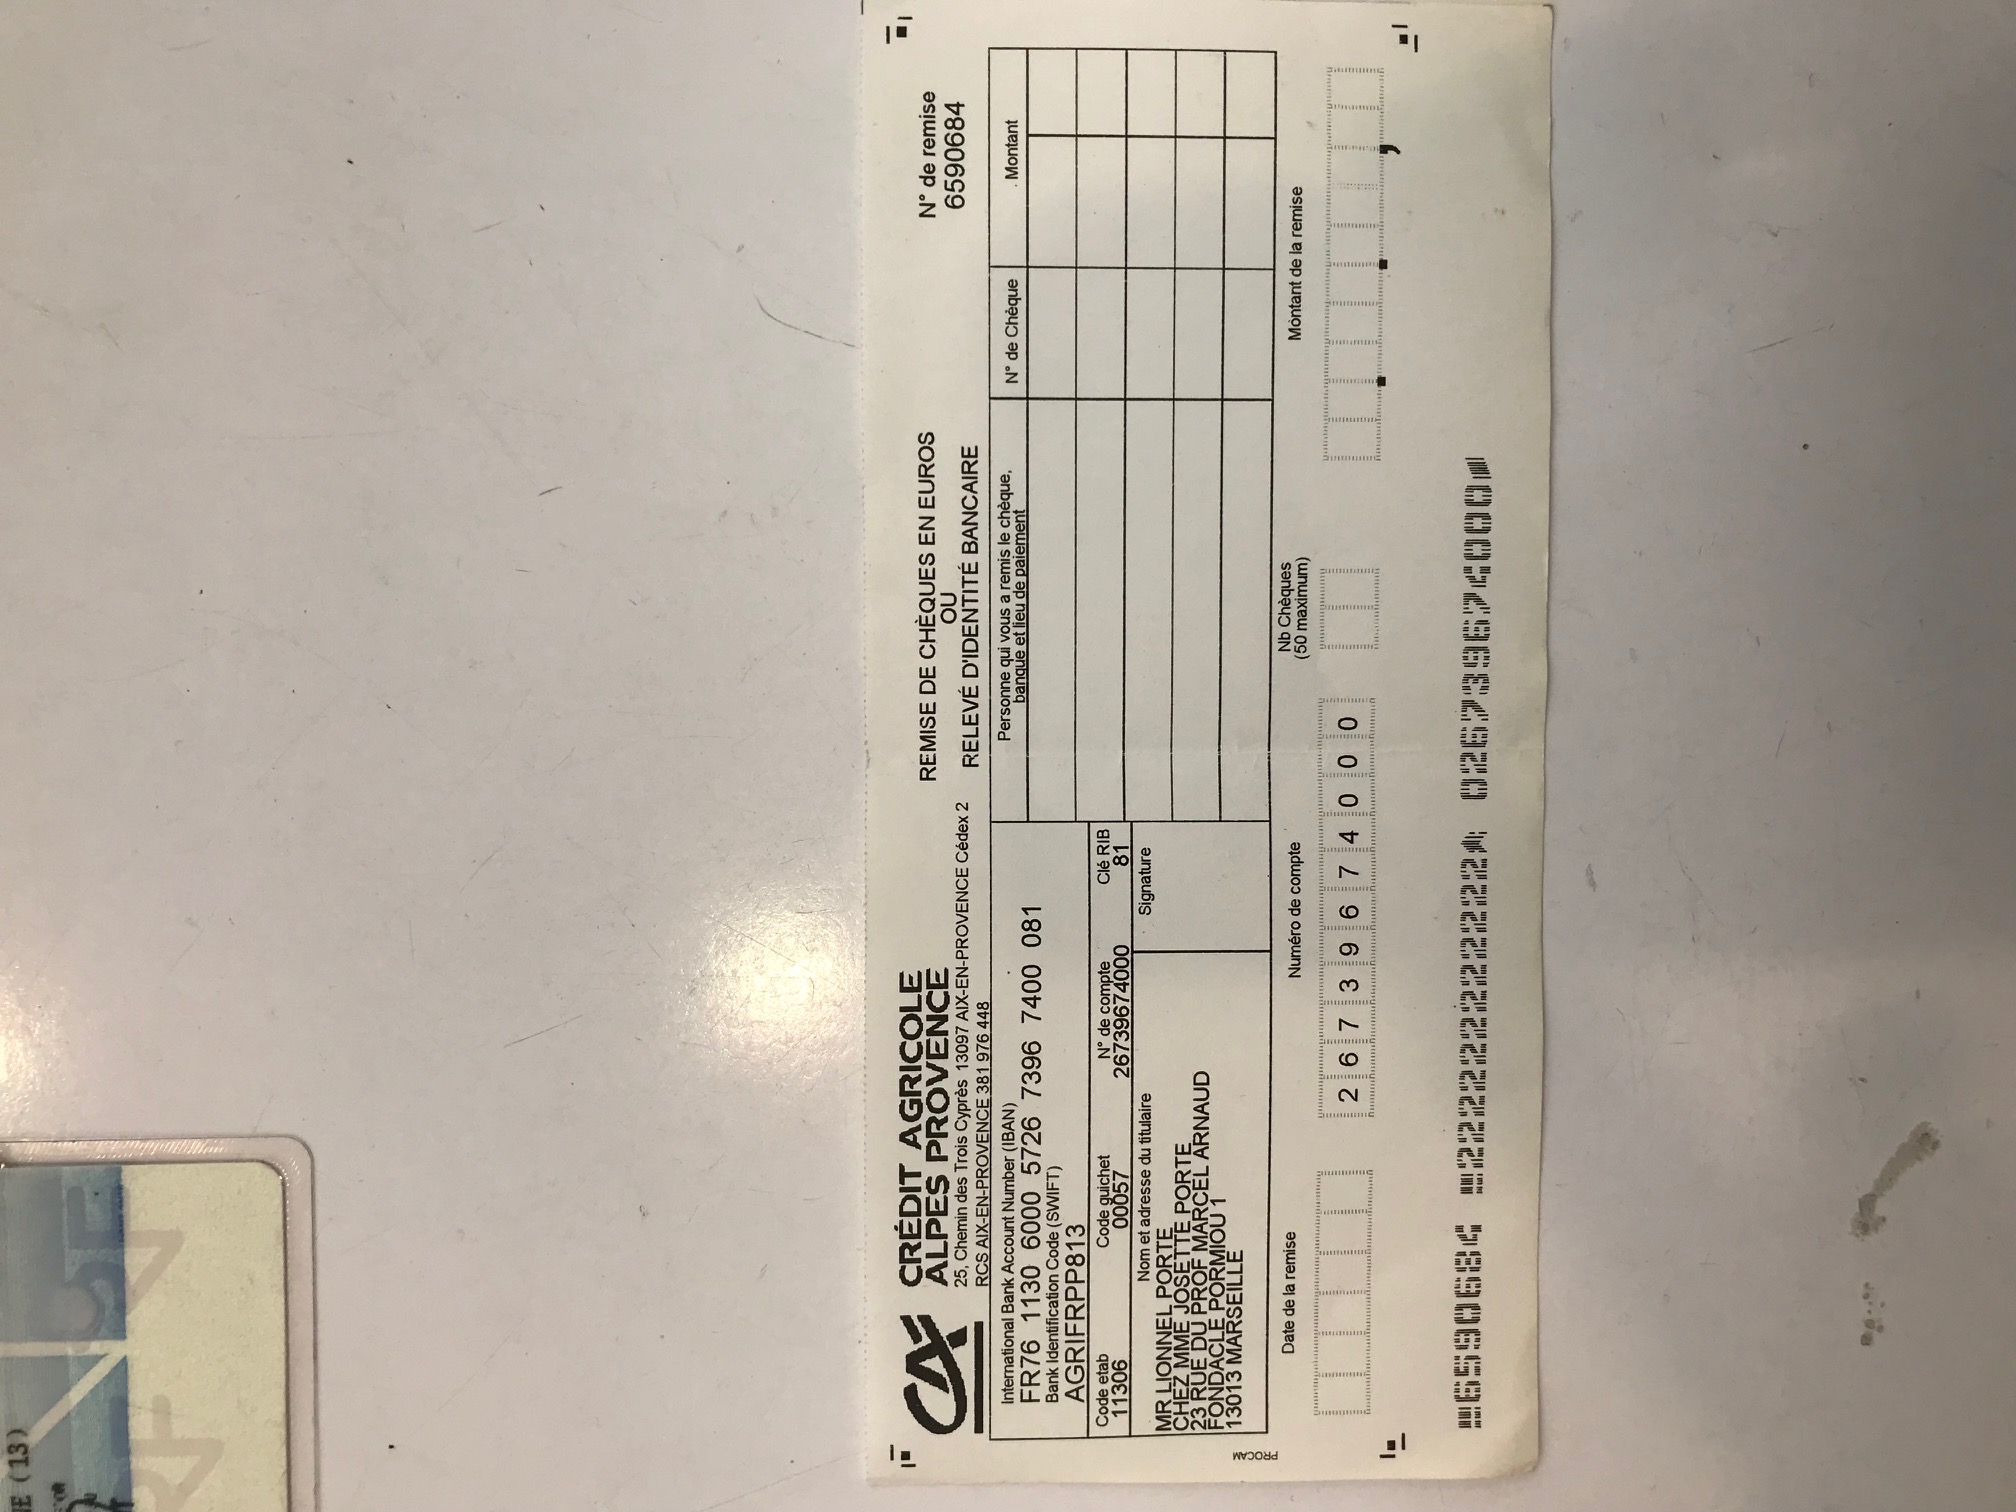 CRÉDIT AGRICOLE
ALPES PROVENCE
25, Chemin des Trois Cyprès 13097 AIX-EN-PROVENCE Cédex 2
RCS AIX-EN-PROVENCE 381 976 448
REMISE DE CHÈQUES EN EUROS
OU
RELEVÉ D'IDENTITÉ BANCAIRE
N° de remise
6590684
International Bank Account Number (IBAN)
FR76 1130 6000 5726 7396 7400 081
Bank Identification Code (SWIFT)
AGRIFRPP813
Code etab Code guichet N° de compte Clé RIB
11306 00057 26739674000 81
Nom et adresse du titulaire
MR LIONNEL PORTE
CHEZ MME JOSETTE PORTE
23 RUE DU PROF MARCEL ARNAUD
FONDACLE PORMIOU 1
13013 MARSEILLE
Signature
Personne qui vous a remis le chèque,
banque et lieu de paiement
N° de Chèque
Montant
PROCAM
Date de la remise
Numéro de compte
Nb Chèques
(50 maximum)
Montant de la remise
2 6 7 3 9 6 7 4 0 0 0
6590684 222222222222 026739674000
(13)